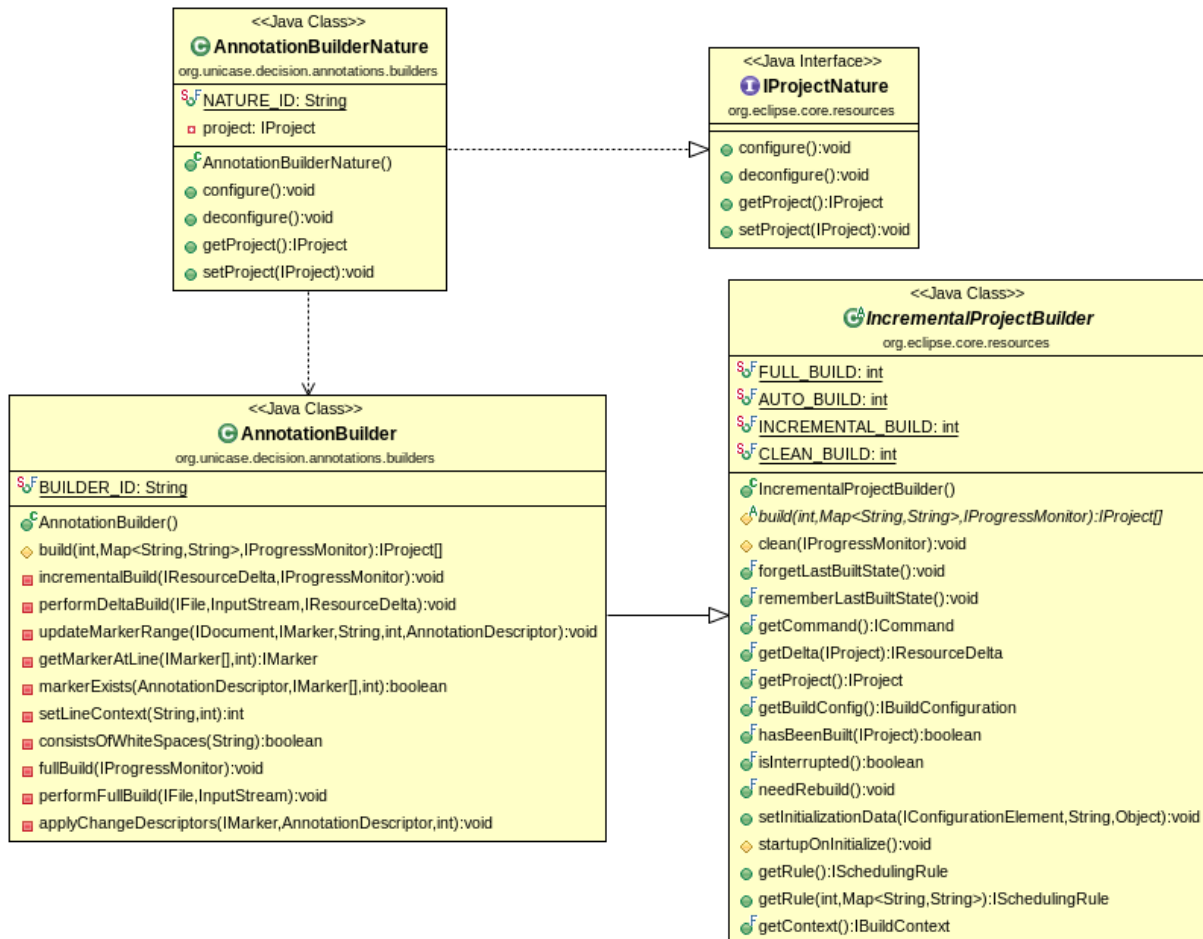 <<Java Class>>
AnnotationBuilderNature
org.unicase.decision.annotations.builders
NATURE_ID: String
project: IProject
AnnotationBuilderNature()
configure():void
deconfigure():void
getProject():IProject
setProject(IProject):void
<<Java Interface>>
IProjectNature
org.eclipse.core.resources
configure():void
deconfigure():void
getProject():IProject
setProject(IProject):void
<<Java Class>>
AnnotationBuilder
org.unicase.decision.annotations.builders
BUILDER_ID: String
AnnotationBuilder()
build(int,Map<String,String>,IProgressMonitor):IProject[]
incrementalBuild(IResourceDelta,IProgressMonitor):void
performDeltaBuild(IFile,InputStream,IResourceDelta):void
updateMarkerRange(IDocument,IMarker,String,int,AnnotationDescriptor):void
getMarkerAtLine(IMarker[],int):IMarker
markerExists(AnnotationDescriptor,IMarker[],int):boolean
setLineContext(String,int):int
consistsOfWhiteSpaces(String):boolean
fullBuild(IProgressMonitor):void
performFullBuild(IFile,InputStream):void
applyChangeDescriptors(IMarker,AnnotationDescriptor,int):void
<<Java Class>>
IncrementalProjectBuilder
org.eclipse.core.resources
FULL_BUILD: int
AUTO_BUILD: int
INCREMENTAL_BUILD: int
CLEAN_BUILD: int
IncrementalProjectBuilder()
build(int,Map<String,String>,IProgressMonitor):IProject[]
clean(IProgressMonitor):void
forgetLastBuiltState():void
rememberLastBuiltState():void
getCommand():ICommand
getDelta(IProject):IResourceDelta
getProject():IProject
getBuildConfig():IBuildConfiguration
hasBeenBuilt(IProject):boolean
isInterrupted():boolean
needRebuild():void
setInitializationData(IConfigurationElement,String,Object):void
startupOnInitialize():void
getRule():ISchedulingRule
getRule(int,Map<String,String>):ISchedulingRule
getContext():IBuildContext